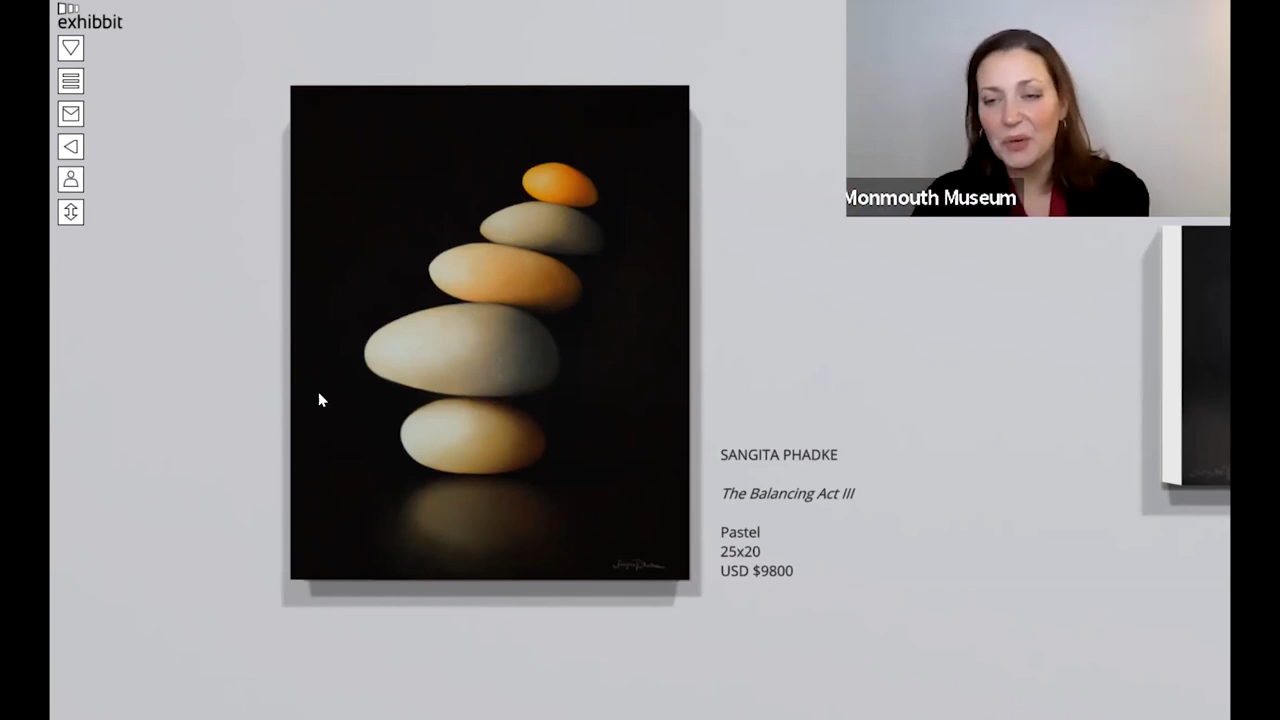 exhibbit
Monmouth Museum
SANGITA PHADKE
The Balancing Act III
Pastel
25x20
USD $9800